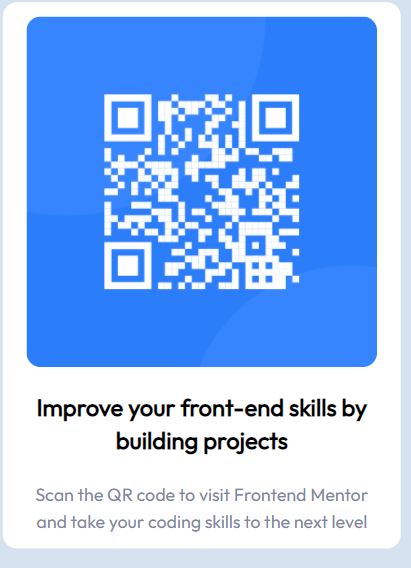 Improve your front-end skills by
building projects
Scan the QR code to visit Frontend Mentor
and take your coding skills to the next level